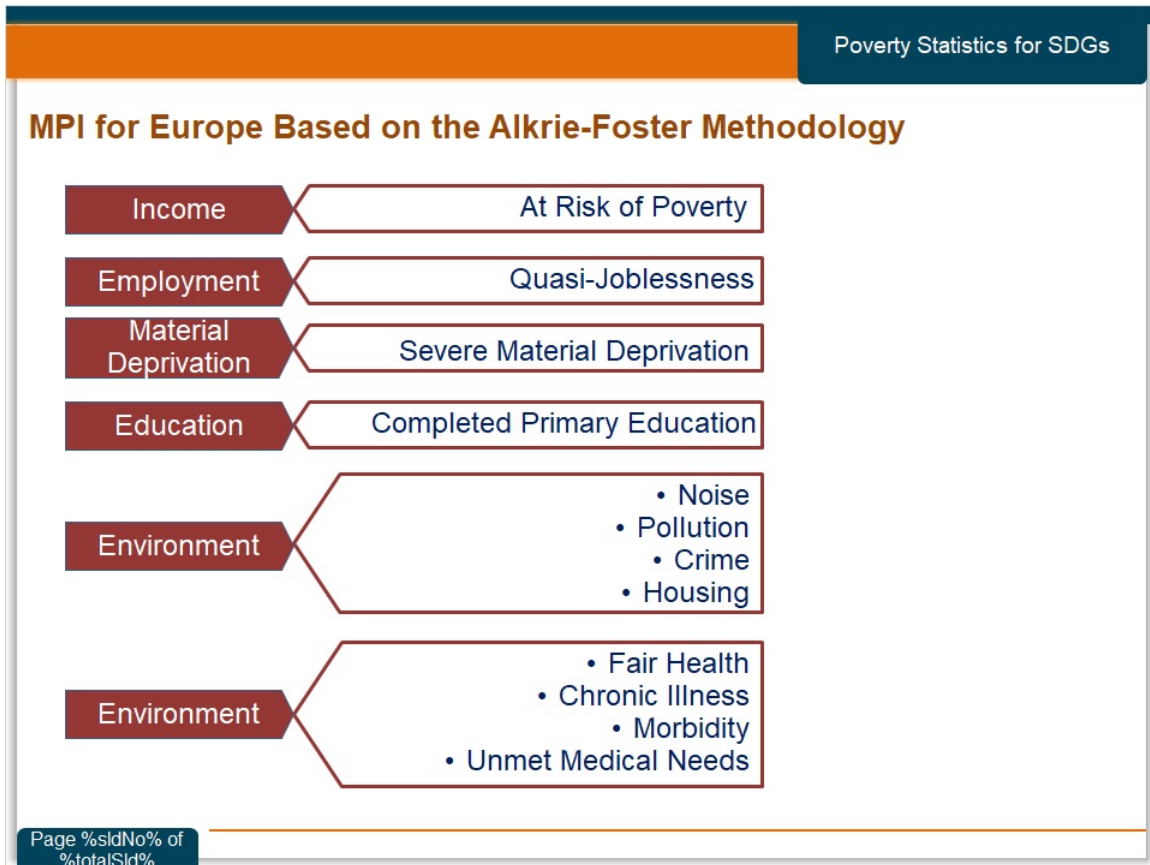 Poverty Statistics for SDGs
MPI for Europe Based on the Alkrie-Foster Methodology
Income
At Risk of Poverty
Employment
Quasi-Joblessness
Material
Deprivation
Severe Material Deprivation
Education
Completed Primary Education
Environment
• Noise
• Pollution
• Crime
• Housing
Environment
• Fair Health
• Chronic Illness
• Morbidity
• Unmet Medical Needs
Page %sldNo% of
%totalSld%